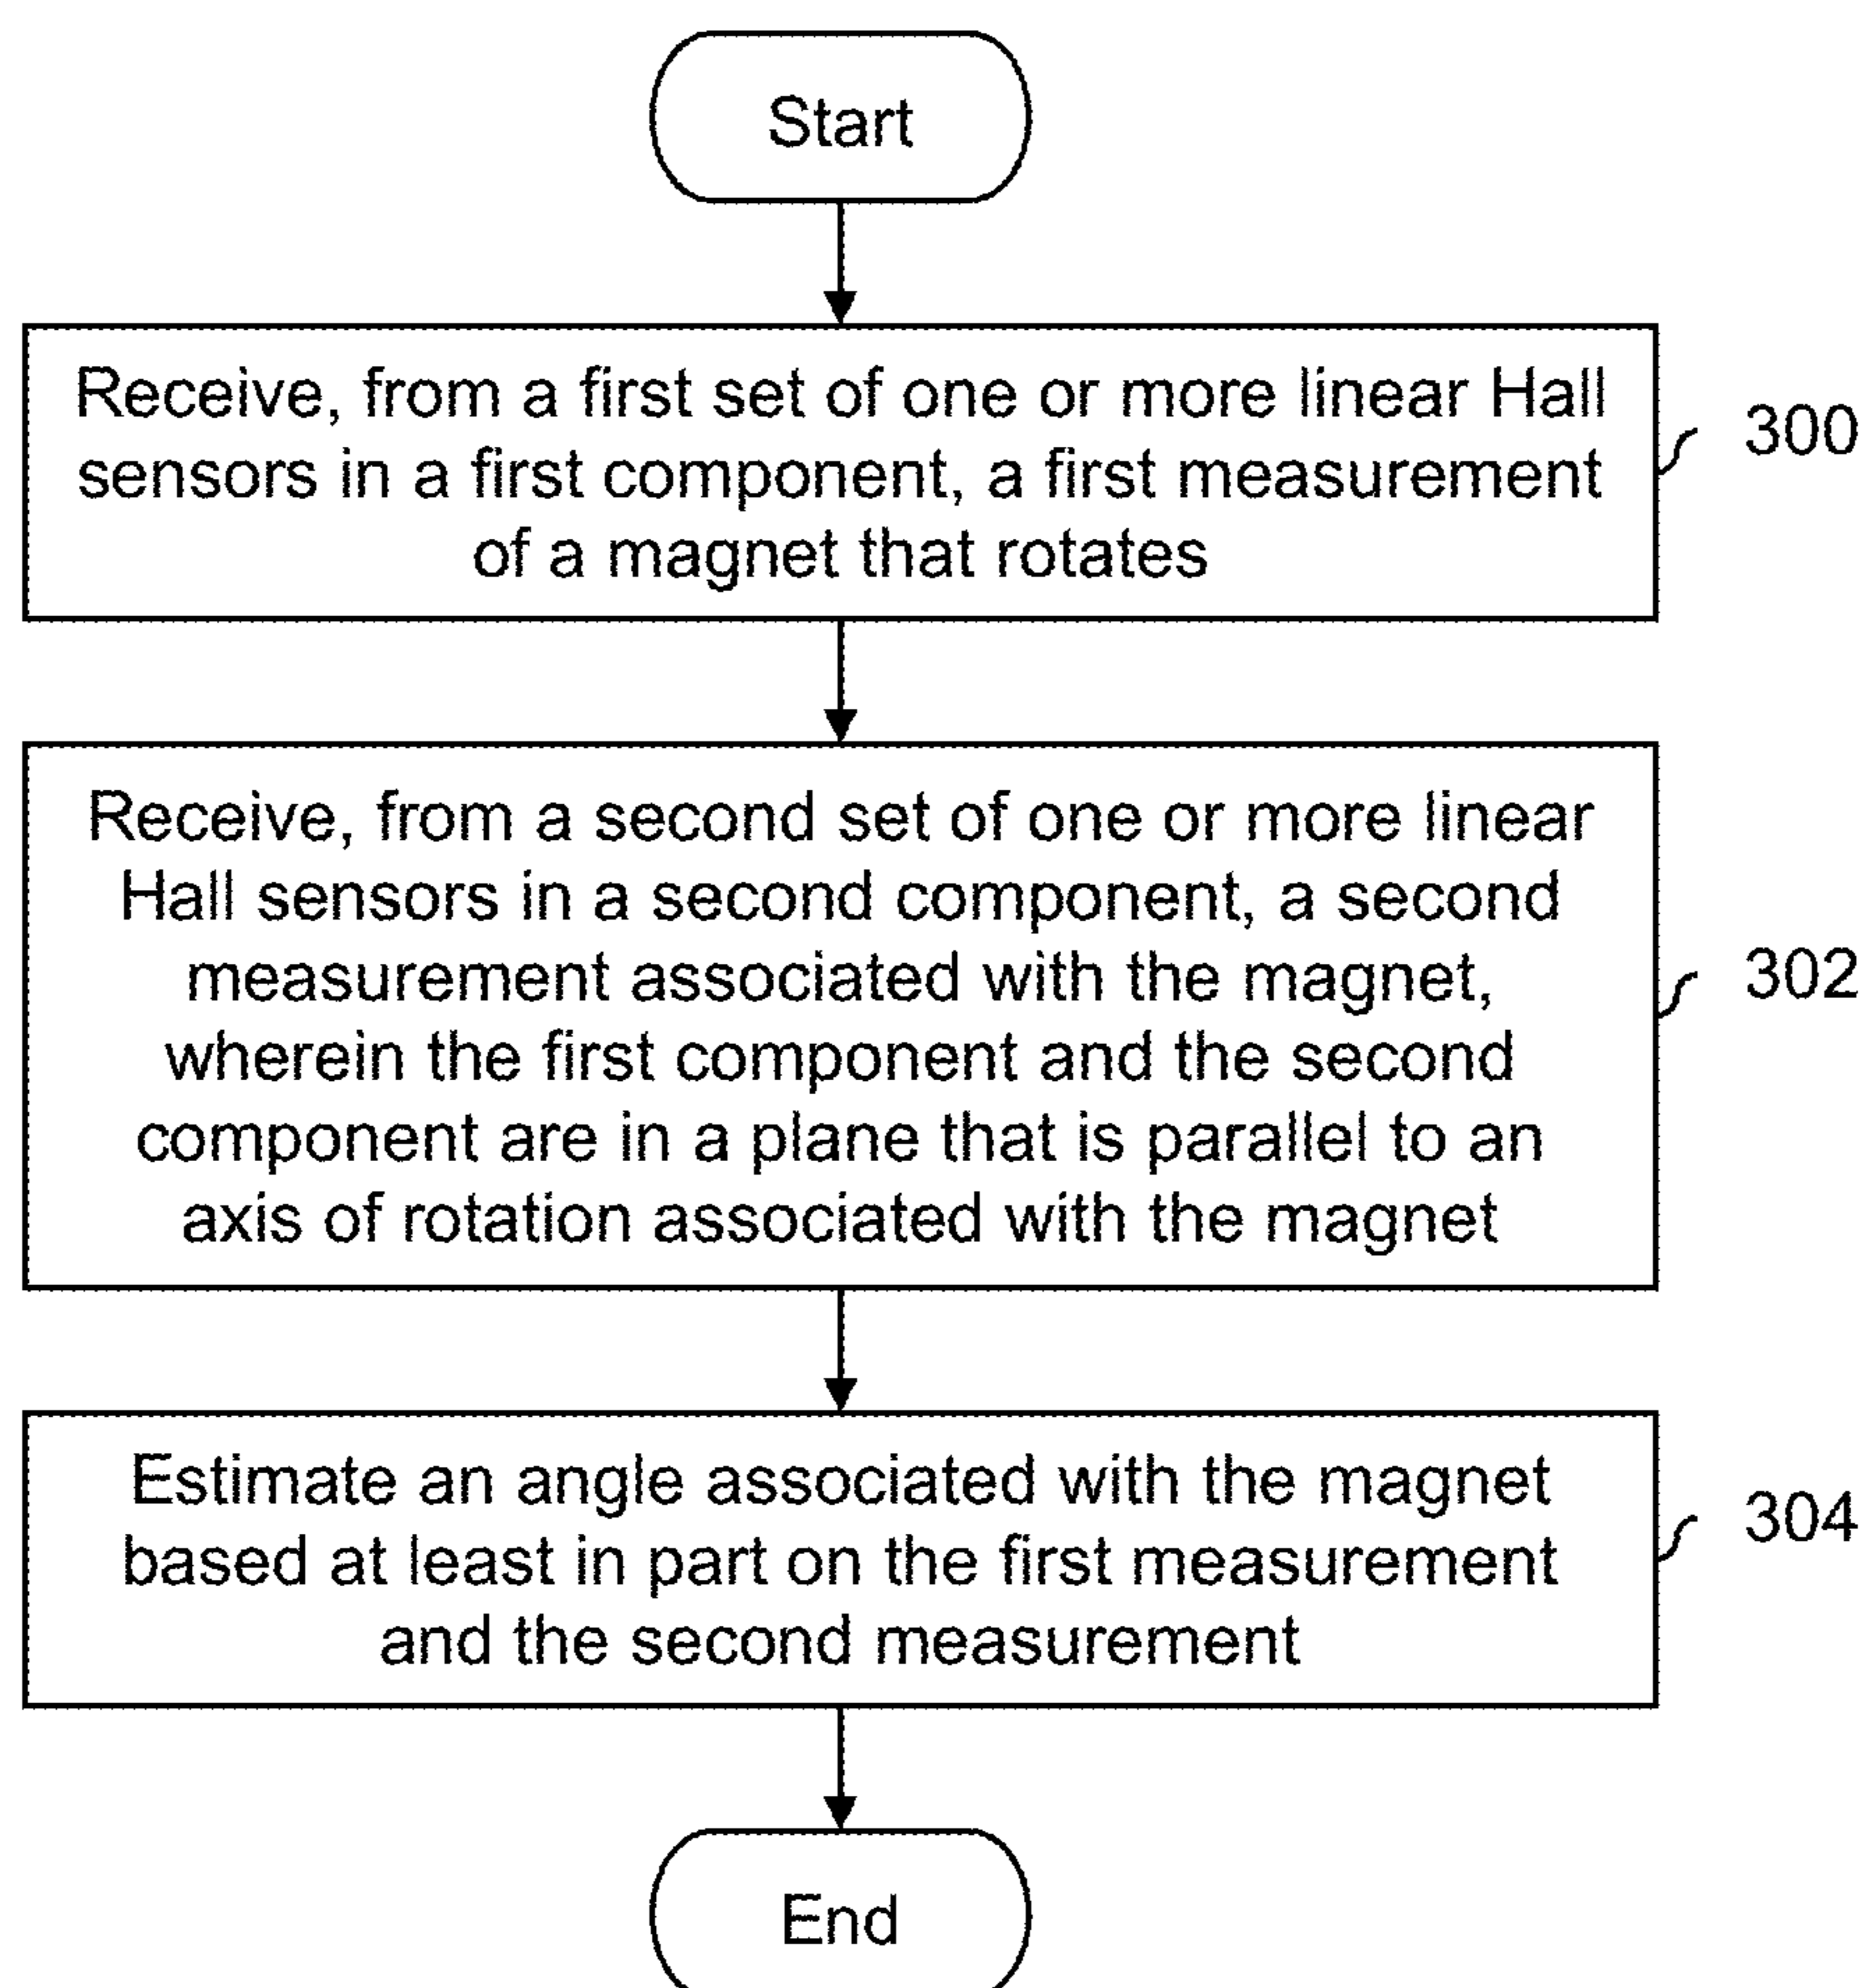 Start
Receive, from a first set of one or more linear Hall
sensors in a first component, a first measurement
of a magnet that rotates
300
Receive, from a second set of one or more linear
Hall sensors in a second component, a second
measurement associated with the magnet,
wherein the first component and the second
component are in a plane that is parallel to an
axis of rotation associated with the magnet
302
Estimate an angle associated with the magnet
based at least in part on the first measurement
and the second measurement
304
End